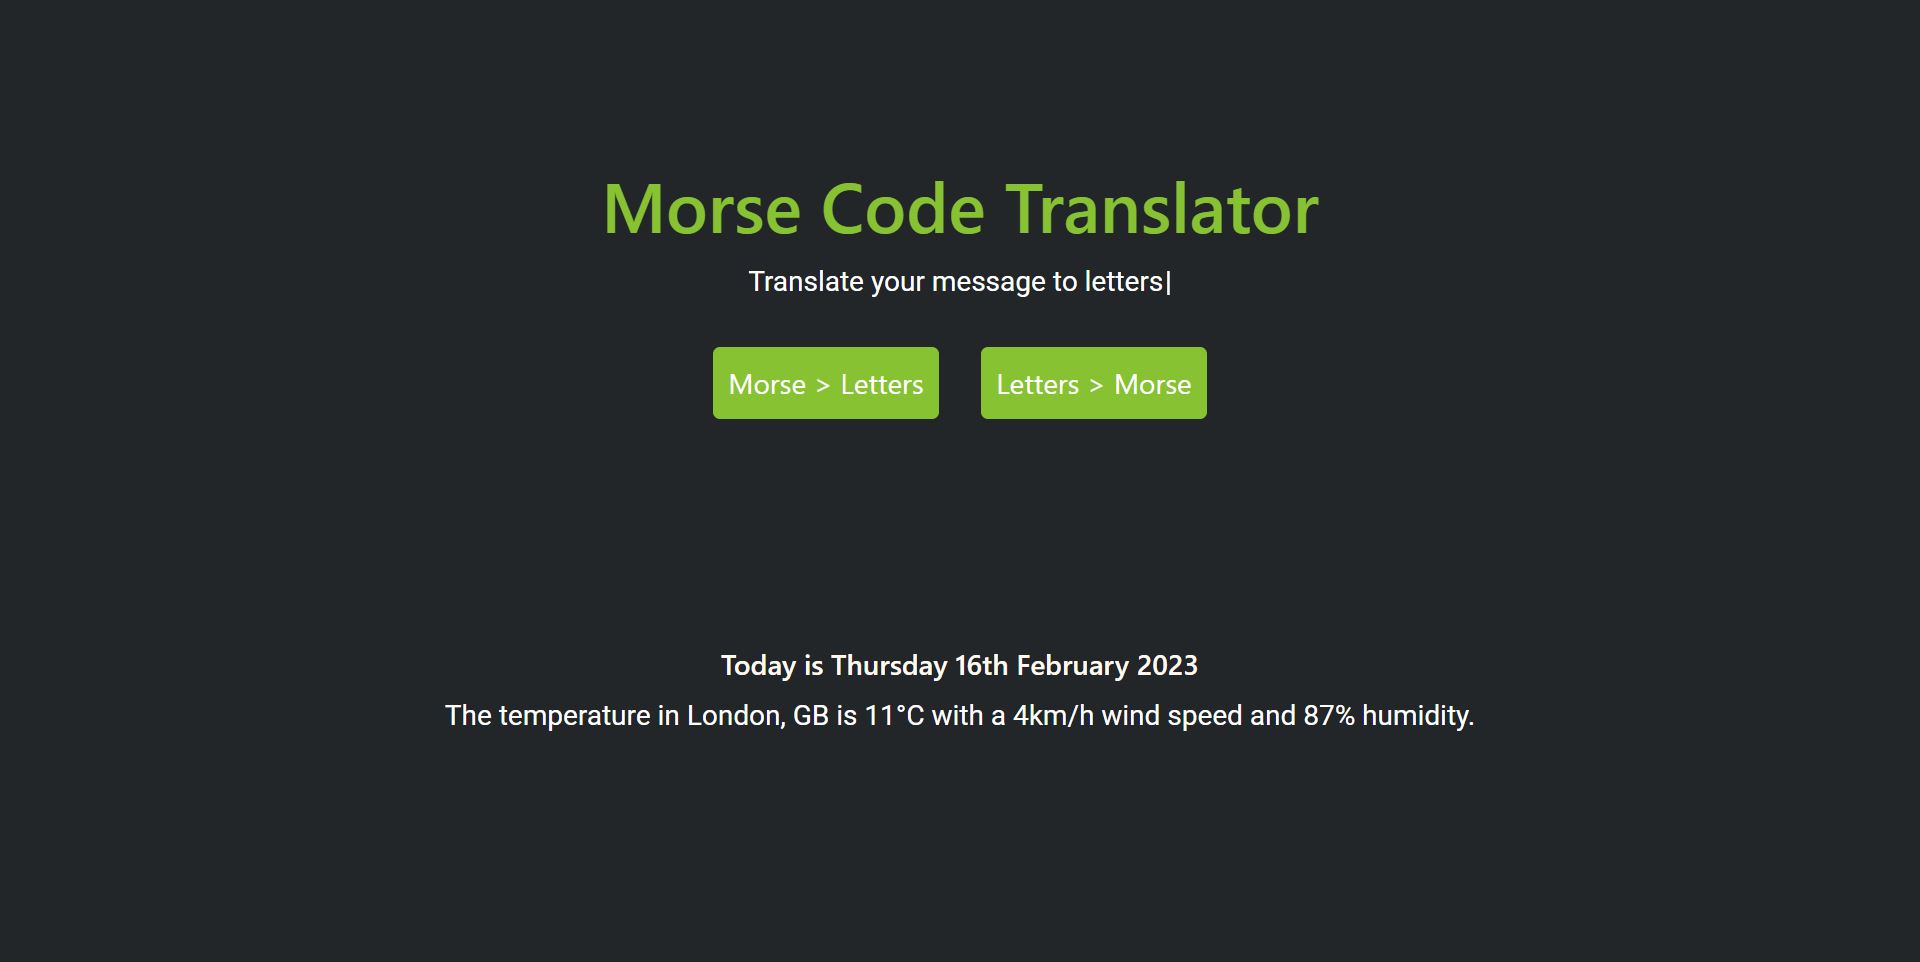 Morse Code Translator
Translate your message to letters|
Morse > Letters
Letters > Morse
Today is Thursday 16th February 2023
The temperature in London, GB is 11°C with a 4km/h wind speed and 87% humidity.